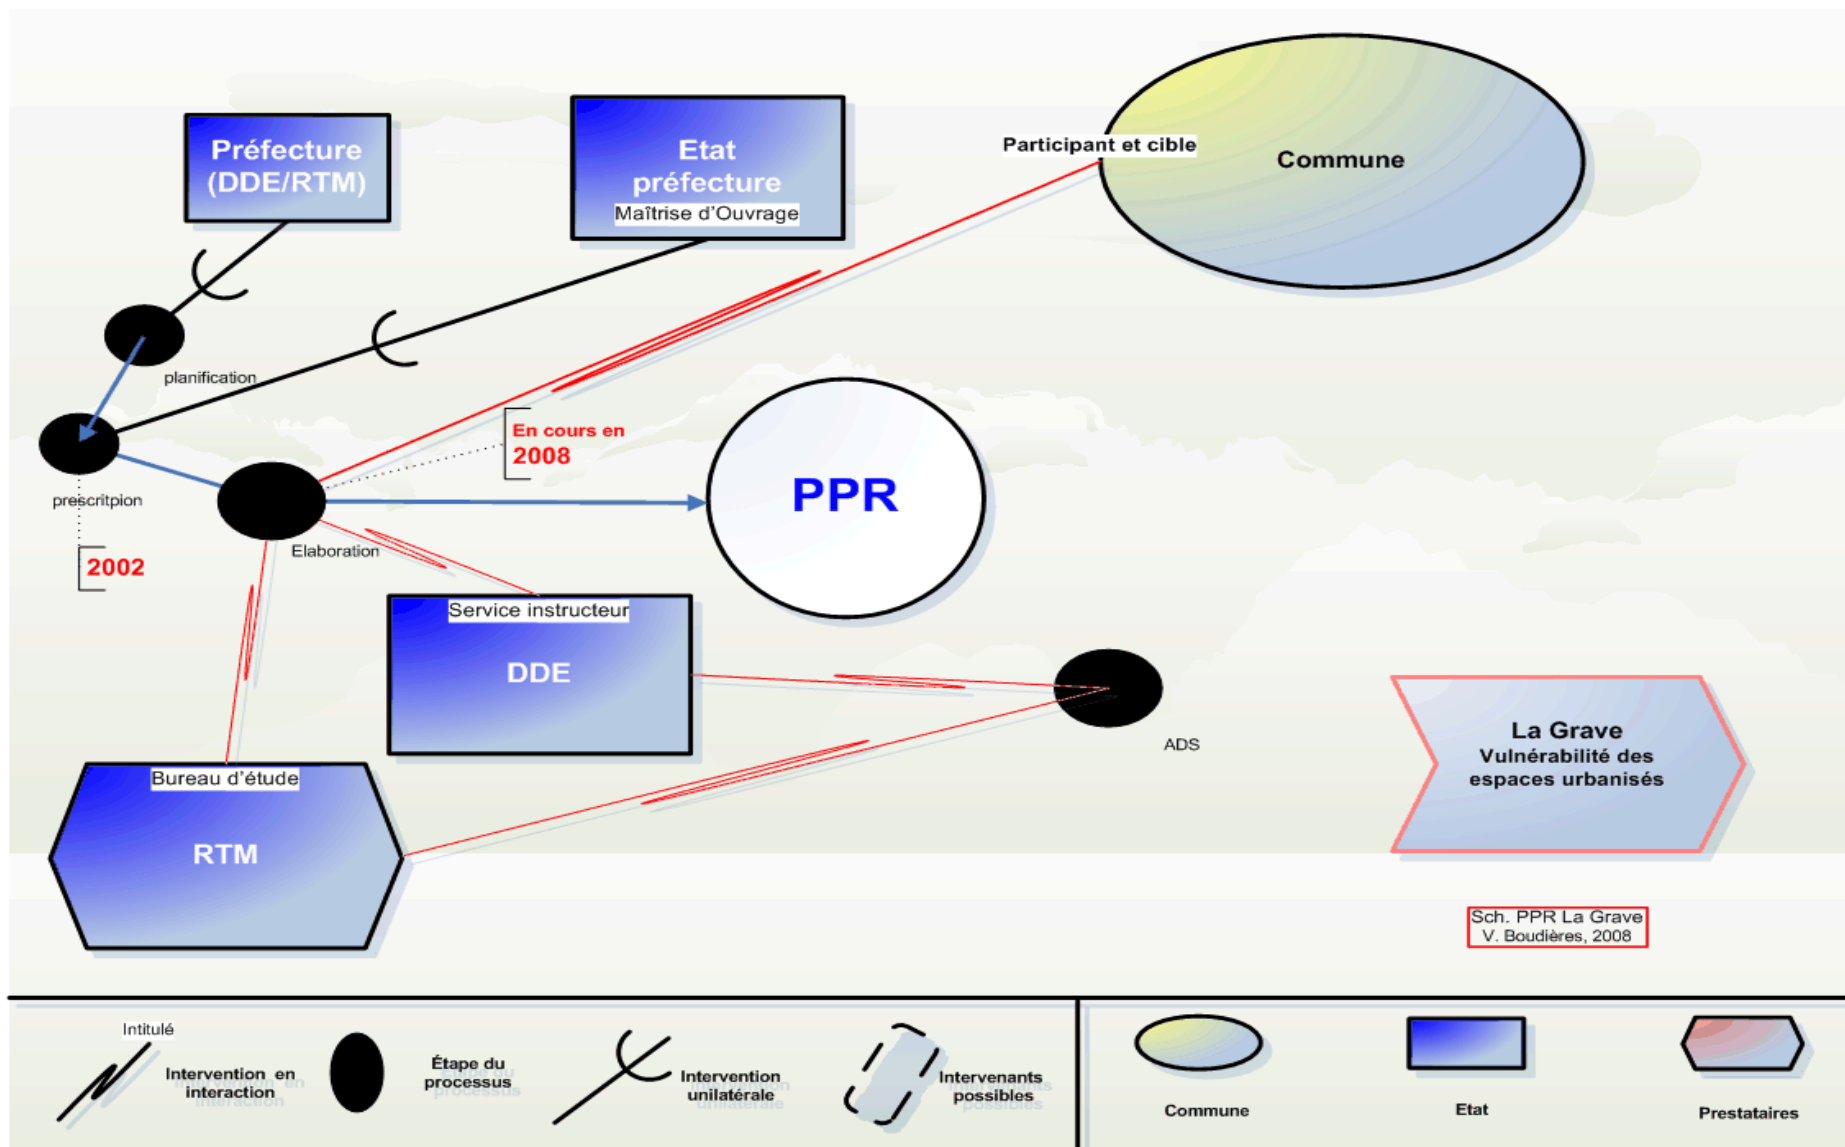 Préfecture
(DDE/RTM)
Etat
préfecture
Maîtrise d'Ouvrage
Participant et cible
Commune
planification
En cours en
2008
PPR
prescritpion
Elaboration
2002
Service instructeur
DDE
ADS
La Grave
Vulnérabilité des
espaces urbanisés
Bureau d'étude
RTM
Sch. PPR La Grave
V. Boudières, 2008
Intitulé
Intervention en
interaction
Étape du
processus
Intervention
unilatérale
Intervenants
possibles
Commune
Etat
Prestataires